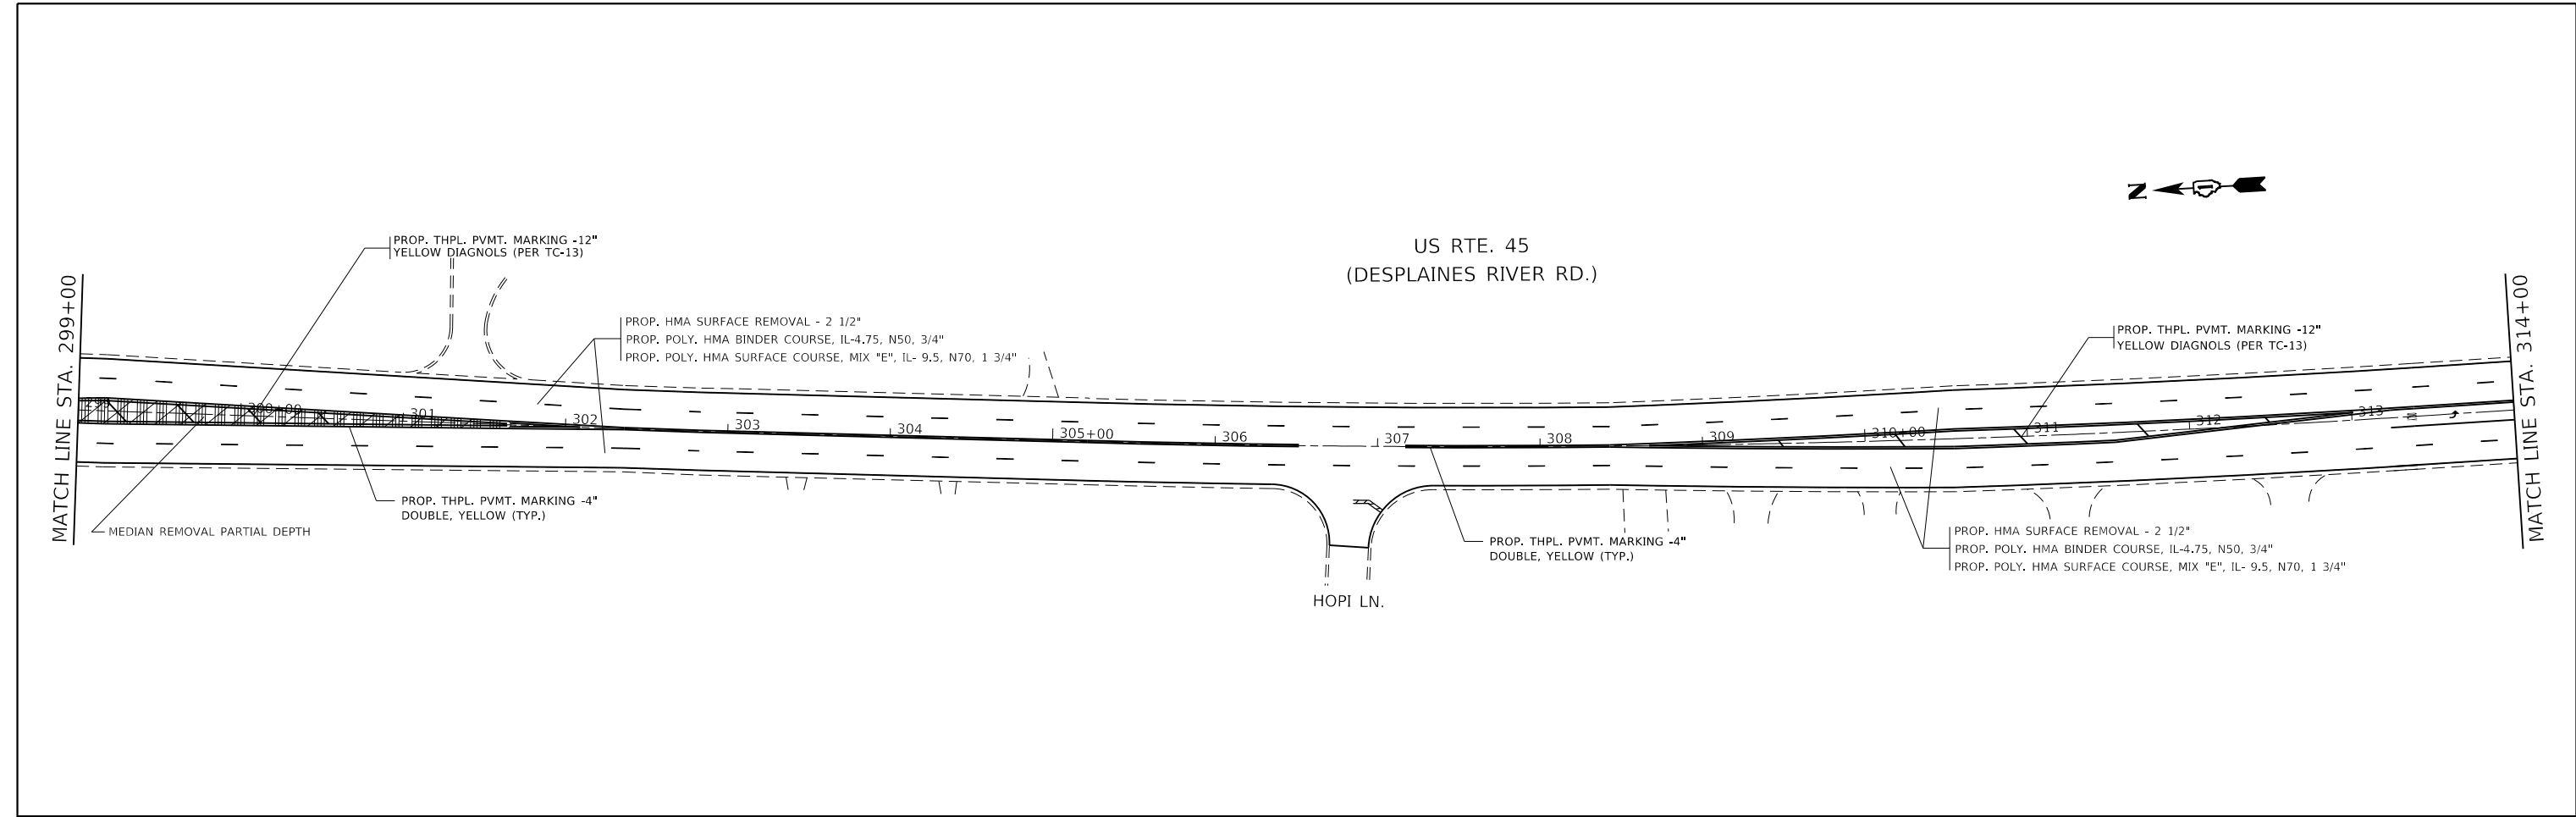 N
US RTE. 45
(DESPLAINES RIVER RD.)
MATCH LINE STA. 299+00
MATCH LINE STA. 314+00
PROP. THPL. PVMT. MARKING -12"
YELLOW DIAGNOLS (PER TC-13)
PROP. HMA SURFACE REMOVAL - 2 1/2"
PROP. POLY. HMA BINDER COURSE, IL-4.75, N50, 3/4"
PROP. POLY. HMA SURFACE COURSE, MIX "E", IL- 9.5, N70, 1 3/4"
PROP. THPL. PVMT. MARKING -12"
YELLOW DIAGNOLS (PER TC-13)
300+00
301
302
303
304
305+00
306
307
308
309
310+00
311
312
313
PROP. THPL. PVMT. MARKING -4"
DOUBLE, YELLOW (TYP.)
MEDIAN REMOVAL PARTIAL DEPTH
PROP. THPL. PVMT. MARKING -4"
DOUBLE, YELLOW (TYP.)
PROP. HMA SURFACE REMOVAL - 2 1/2"
PROP. POLY. HMA BINDER COURSE, IL-4.75, N50, 3/4"
PROP. POLY. HMA SURFACE COURSE, MIX "E", IL- 9.5, N70, 1 3/4"
HOPI LN.